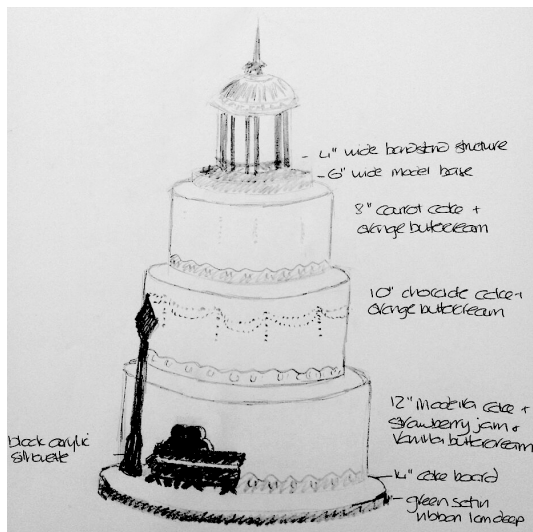 4" wide bandstand structure
6" wide model base
8" carrot cake +
orange buttercream
10" chocolate cake +
orange buttercream
12" madeira cake +
strawberry jam +
vanilla buttercream
black acrylic
silhouette
14" cake board
green satin
ribbon 1cm deep